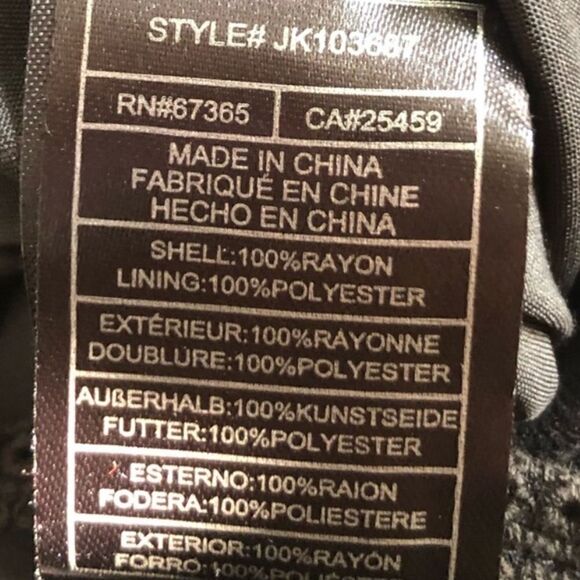 STYLE# JK103687
RN#67365
CA#25459
MADE IN CHINA
FABRIQUÉ EN CHINE
HECHO EN CHINA
SHELL:100%RAYON
LINING:100%POLYESTER
EXTÉRIEUR:100%RAYONNE
DOUBLURE:100%POLYESTER
AUßERHALB:100%KUNSTSEIDE
FUTTER:100%POLYESTER
ESTERNO:100%RAION
FODERA:100%POLIESTERE
EXTERIOR:100%RAYÓN
FORRO:100%